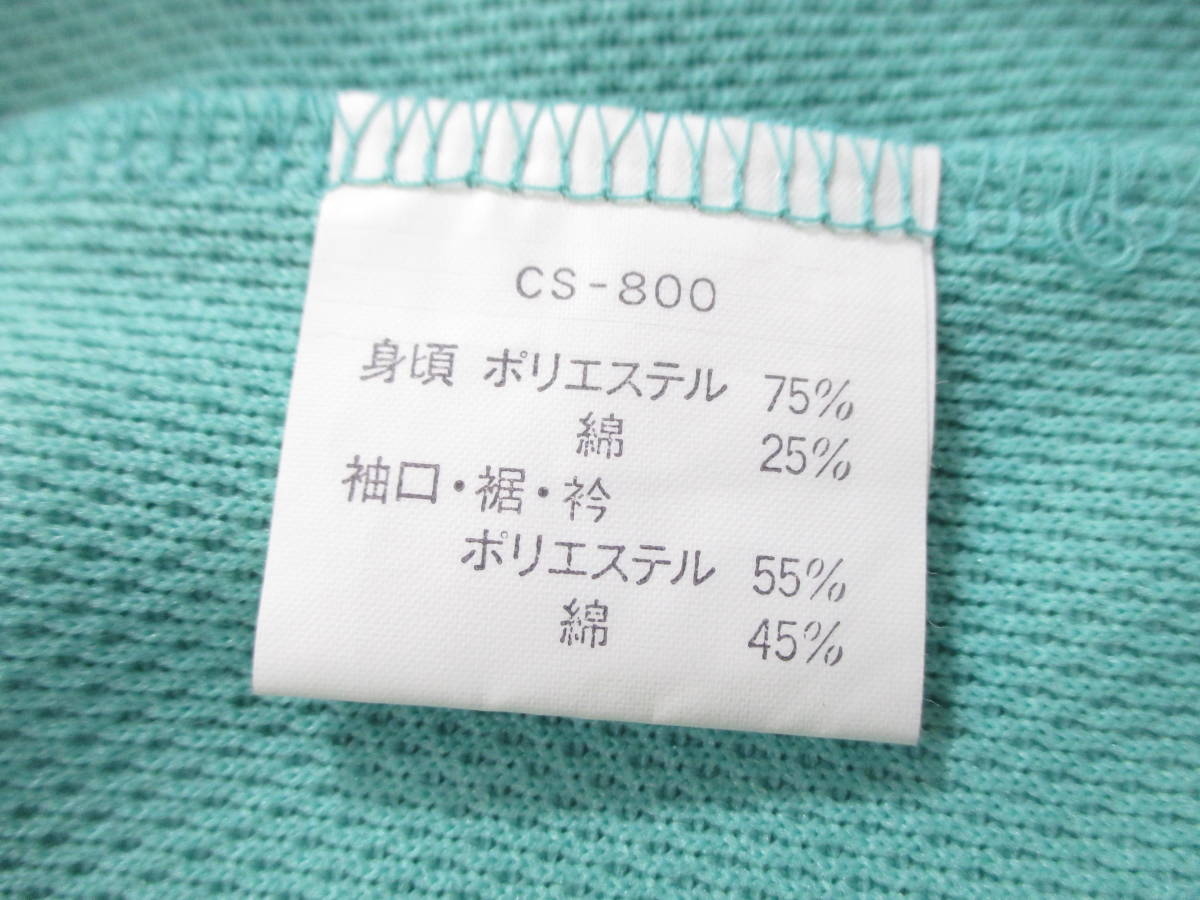 CS-800
身頃 ポリエステル 75%
綿 25%
袖口・裾・衿
ポリエステル 55%
綿 45%